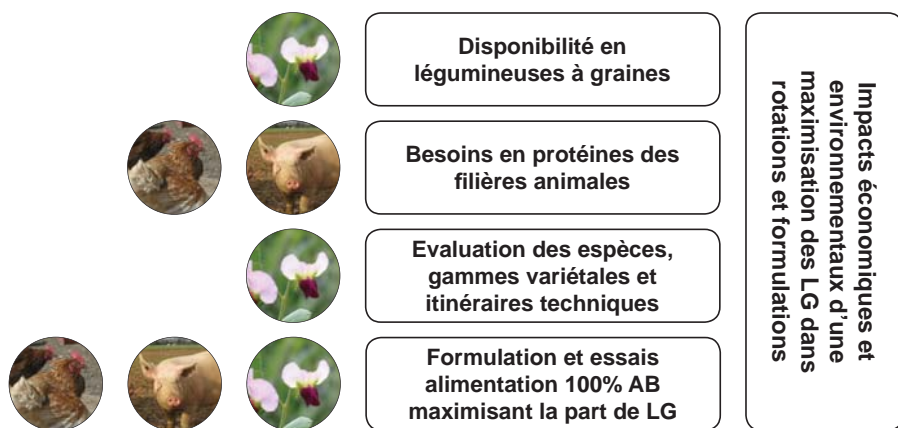 Disponibilité en
légumineuses à graines
Besoins en protéines des
filières animales
Evaluation des espèces,
gammes variétales et
itinéraires techniques
Formulation et essais
alimentation 100% AB
maximisant la part de LG
Impacts économiques et
environnementaux d'une
maximisation des LG dans
rotations et formulations